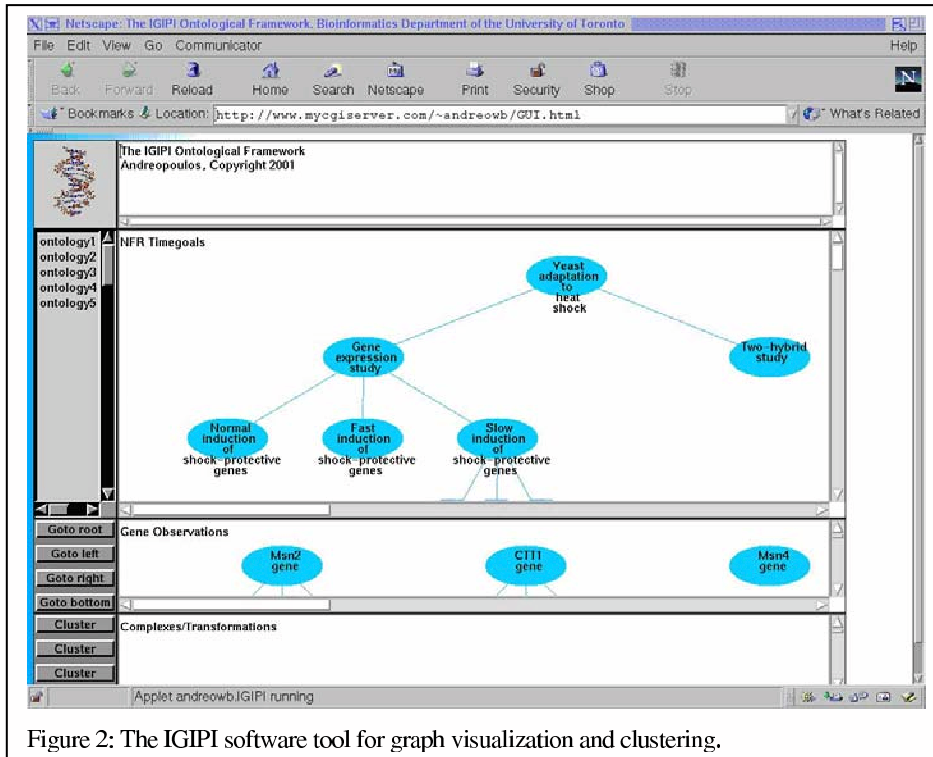 Netscape: The IGIPI Ontological Framework, Bioinformatics Department of the University of Toronto
File Edit View Go Communicator Help
Back Forward Reload Home Search Netscape Print Security Shop Stop
N
Bookmarks Location: http://www.mycgiserver.com/~andreowb/GUI.html What's Related
The IGIPI Ontological Framework
Andreopoulos, Copyright 2001
ontology1
ontology2
ontology3
ontology4
ontology5
NFR Timegoals
Yeast
adaptation
to
heat
shock
Gene
expression
study
Two-hybrid
study
Normal
induction
of
shock-protective
genes
Fast
induction
of
shock-protective
genes
Slow
induction
of
shock-protective
genes
Goto root
Goto left
Goto right
Goto bottom
Gene Observations
Msn2
gene
CTT1
gene
Msn4
gene
Cluster
Cluster
Cluster
Complexes/Transformations
Applet andreowb.IGIPI running
Figure 2: The IGIPI software tool for graph visualization and clustering.